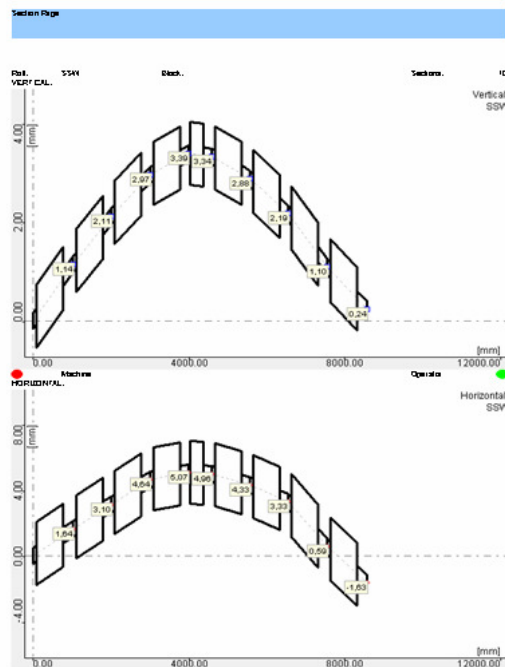 Section Page
Roll. SSW Block. Sections.
VERTICAL.
Vertical
SSW
[mm]
4.00
2.00
0.00
1,14
2,11
2,97
3,39
3,34
2,88
2,19
1,10
0,24
[mm]
0.00 4000.00 8000.00 12000.00
Machine Operator
HORIZONTAL.
Horizontal
SSW
[mm]
8.00
4.00
0.00
-4.00
1,64
3,10
4,64
5,07
4,96
4,33
3,33
0,59
-1,63
[mm]
0.00 4000.00 8000.00 12000.00